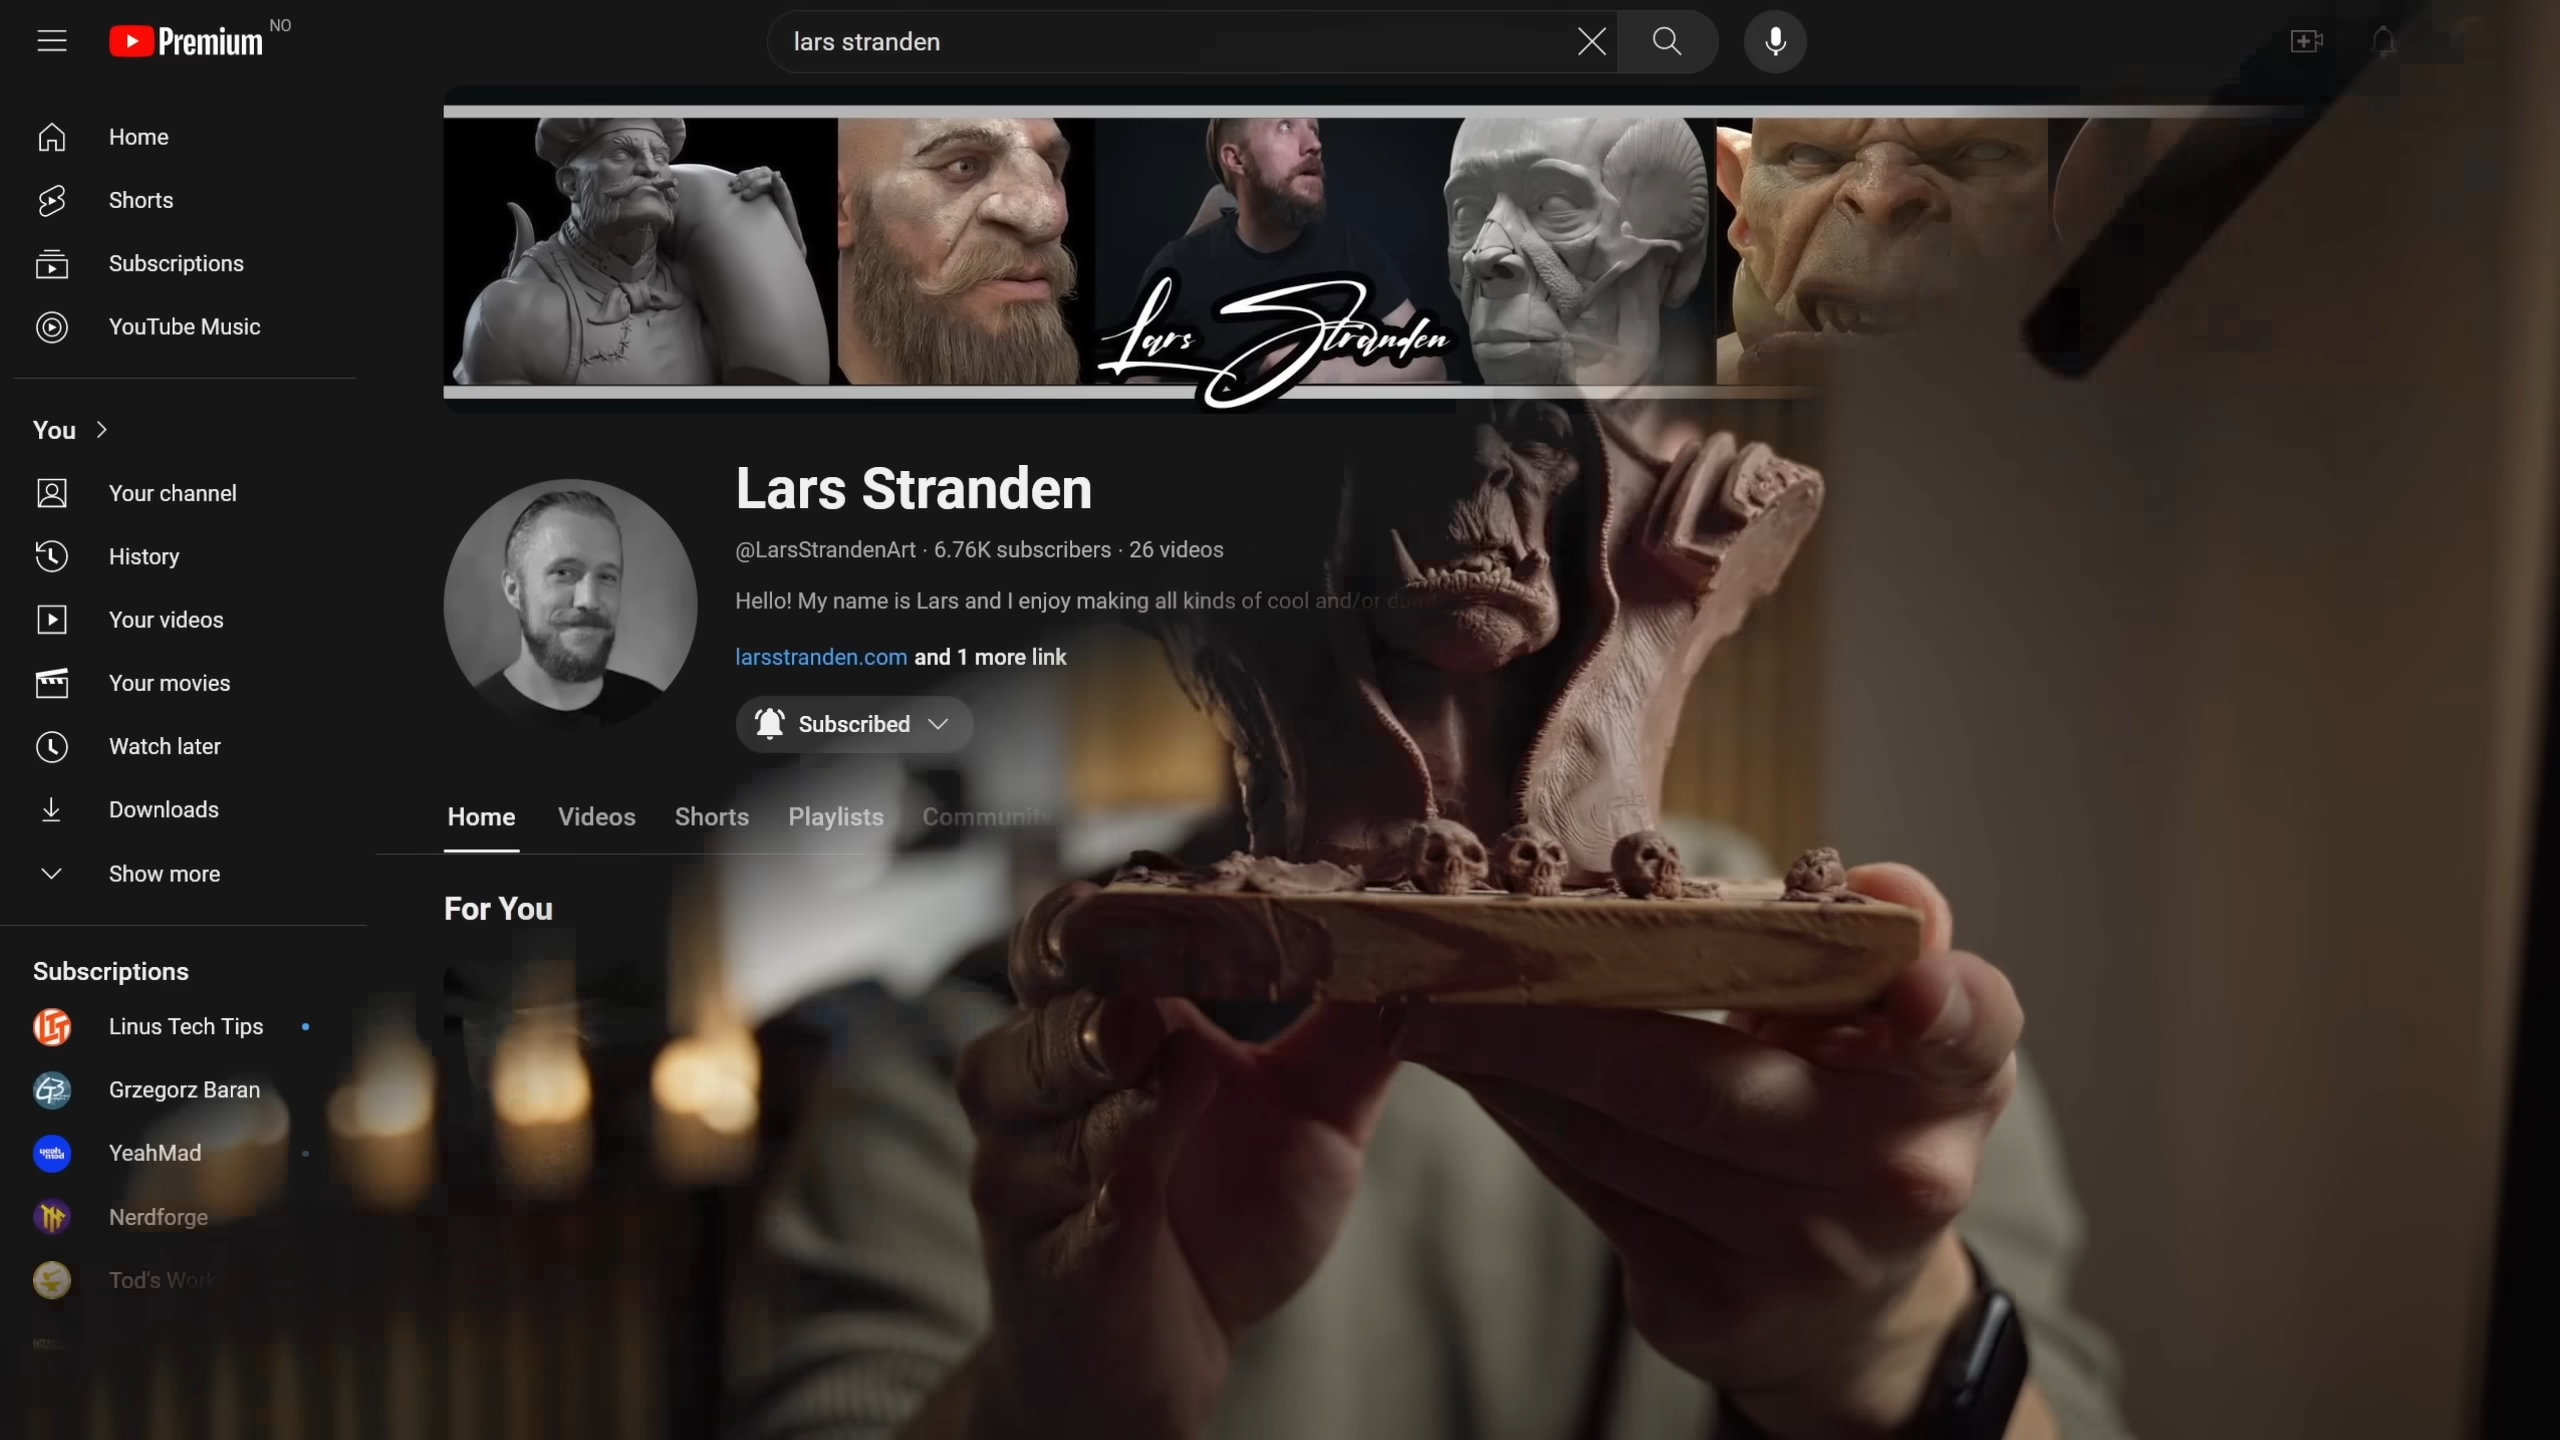 Premium NO
lars stranden
Home
Shorts
Subscriptions
YouTube Music
You
Your channel
History
Your videos
Your movies
Watch later
Downloads
Show more
Subscriptions
Linus Tech Tips
Grzegorz Baran
YeahMad
Nerdforge
Tod's
Lars Stranden
Lars Stranden
@LarsStrandenArt · 6.76K subscribers · 26 videos
Hello! My name is Lars and I enjoy making all kinds of cool and/or
larsstranden.com and 1 more link
Subscribed
Home Videos Shorts Playlists Community
For You